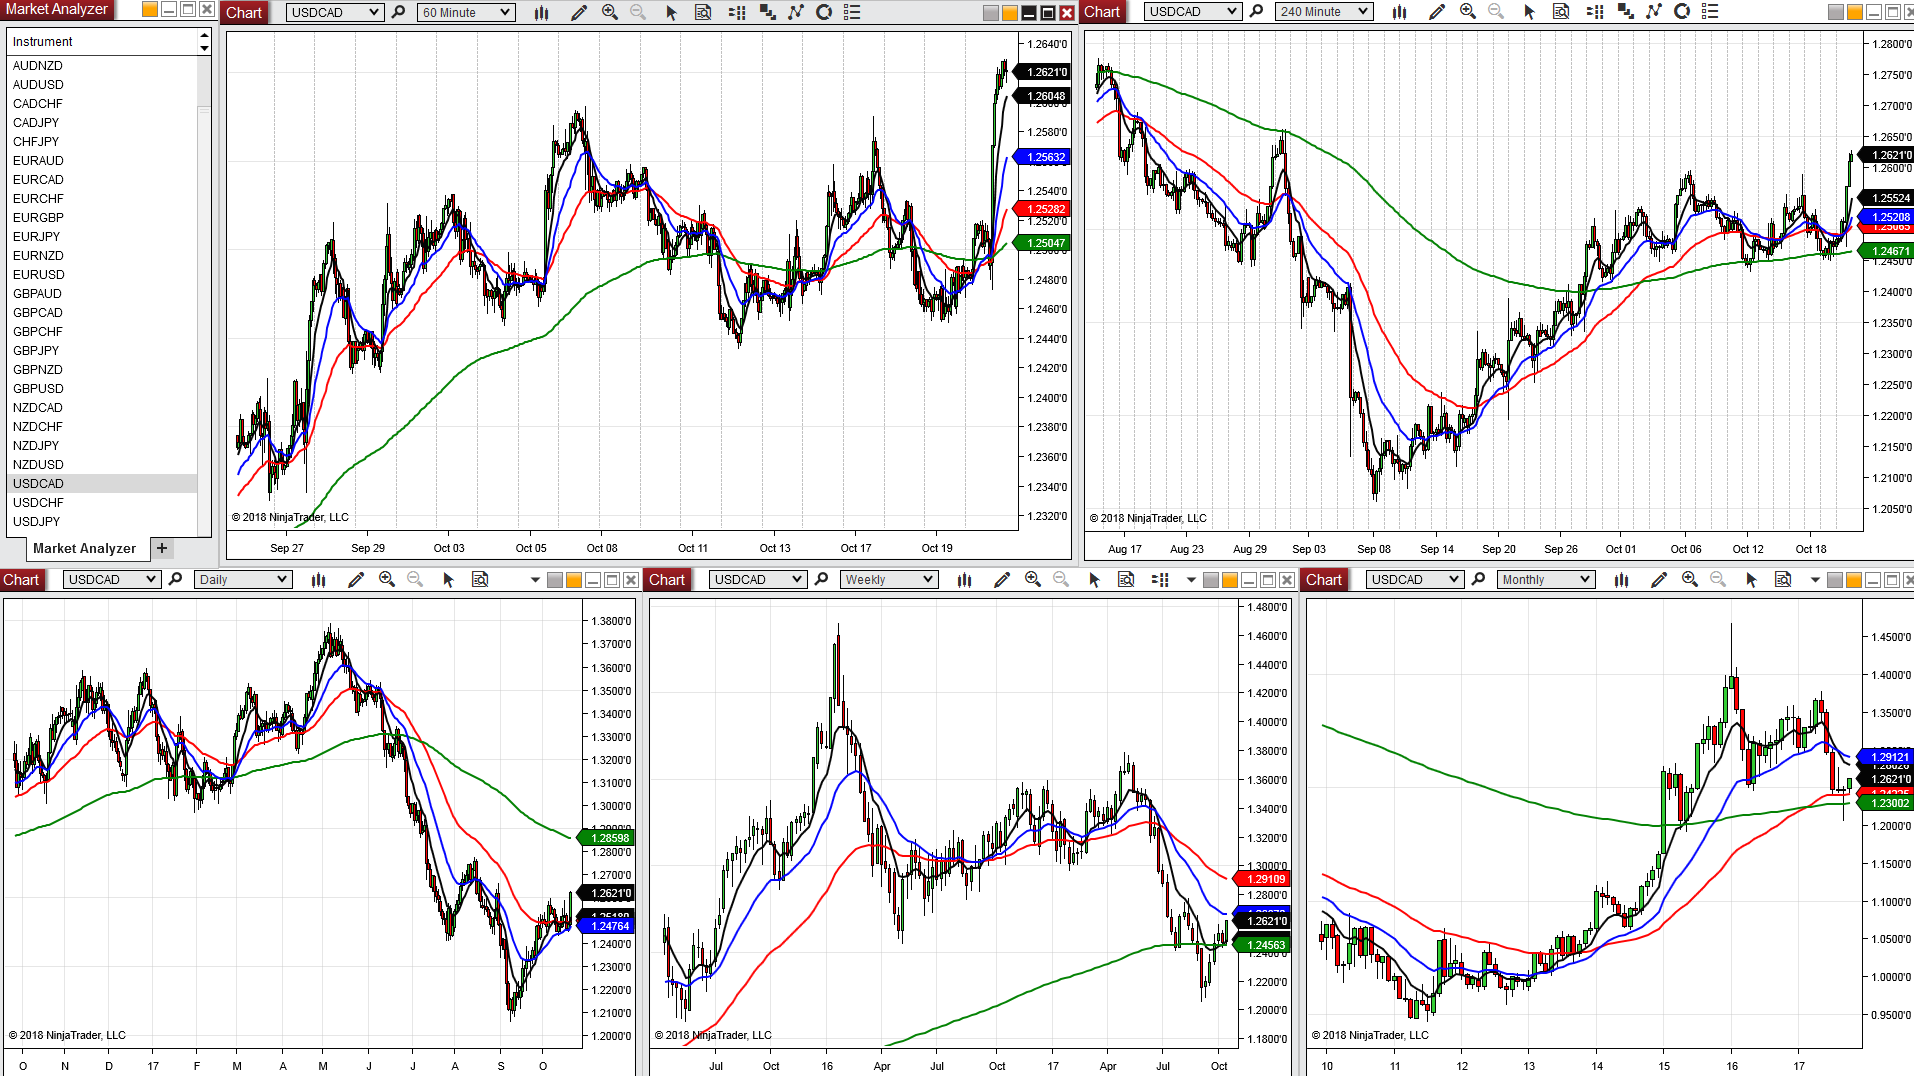 Market Analyzer
Instrument
AUDNZD
AUDUSD
CADCHF
CADJPY
CHFJPY
EURAUD
EURCAD
EURCHF
EURGBP
EURJPY
EURNZD
EURUSD
GBPAUD
GBPCAD
GBPCHF
GBPJPY
GBPNZD
GBPUSD
NZDCAD
NZDCHF
NZDJPY
NZDUSD
USDCAD
USDCHF
USDJPY
Market Analyzer +
Chart USDCAD 60 Minute
1.2640'0
1.2621'0
1.26048
1.2580'0
1.25632
1.2540'0
1.25282
1.2520'0
1.25047
1.2480'0
1.2460'0
1.2440'0
1.2420'0
1.2400'0
1.2380'0
1.2360'0
1.2340'0
1.2320'0
© 2018 NinjaTrader, LLC
Sep 27 Sep 29 Oct 03 Oct 05 Oct 08 Oct 11 Oct 13 Oct 17 Oct 19
Chart USDCAD 240 Minute
1.2800'0
1.2750'0
1.2700'0
1.2650'0
1.2621'0
1.2600'0
1.25524
1.25208
1.24671
1.2400'0
1.2350'0
1.2300'0
1.2250'0
1.2200'0
1.2150'0
1.2100'0
1.2050'0
© 2018 NinjaTrader, LLC
Aug 17 Aug 23 Aug 29 Sep 03 Sep 08 Sep 14 Sep 20 Sep 26 Oct 01 Oct 06 Oct 12 Oct 18
Chart USDCAD Daily
1.3800'0
1.3700'0
1.3600'0
1.3500'0
1.3400'0
1.3300'0
1.3200'0
1.3100'0
1.3000'0
1.28598
1.2800'0
1.2700'0
1.2621'0
1.24764
1.2400'0
1.2300'0
1.2200'0
1.2100'0
1.2000'0
© 2018 NinjaTrader, LLC
O N D 17 F M A M J J A S O
Chart USDCAD Weekly
1.4800'0
1.4600'0
1.4400'0
1.4200'0
1.4000'0
1.3800'0
1.3600'0
1.3400'0
1.3200'0
1.3000'0
1.29109
1.2800'0
1.2621'0
1.24563
1.2200'0
1.2000'0
1.1800'0
© 2018 NinjaTrader, LLC
Jul Oct 16 Apr Jul Oct 17 Apr Jul Oct
Chart USDCAD Monthly
1.4500'0
1.4000'0
1.3500'0
1.29121
1.2621'0
1.23002
1.2000'0
1.1500'0
1.1000'0
1.0500'0
1.0000'0
0.9500'0
© 2018 NinjaTrader, LLC
10 11 12 13 14 15 16 17